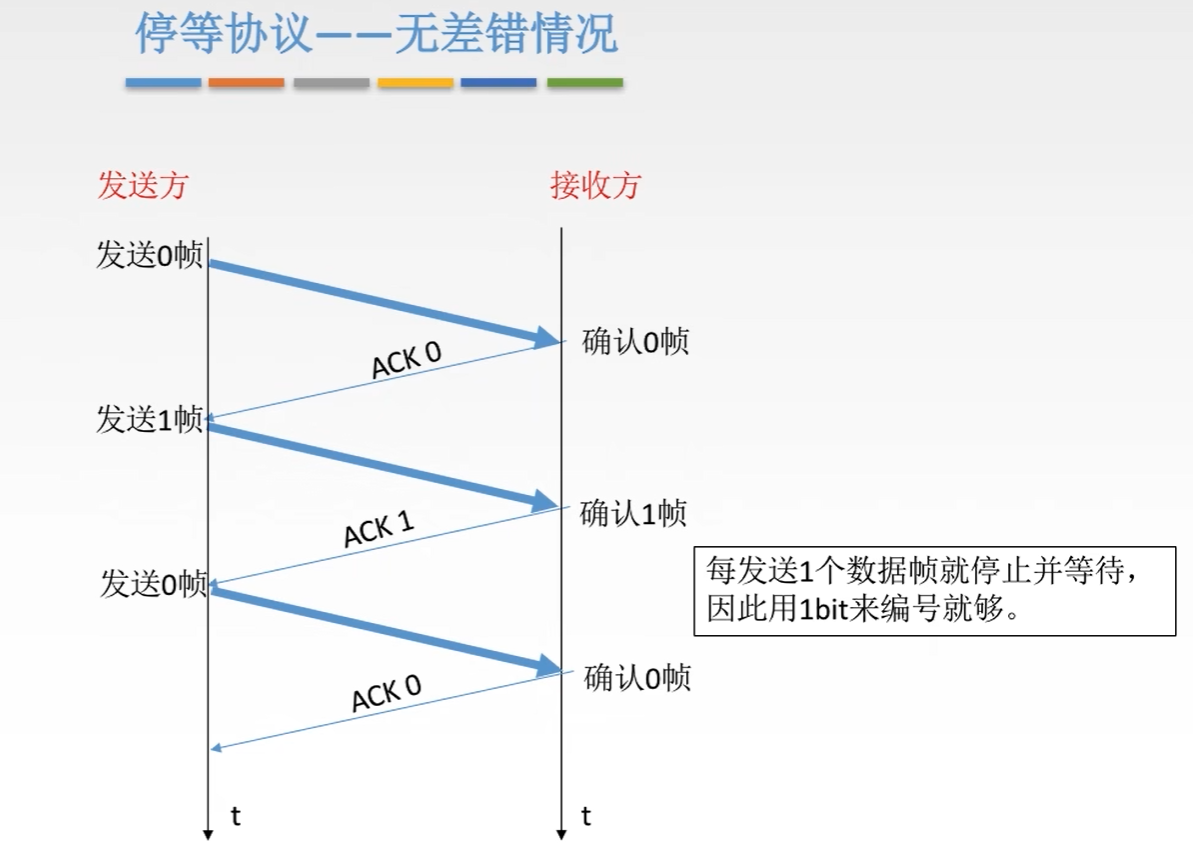 停等协议——无差错情况
发送方
接收方
发送0帧
确认0帧
ACK 0
发送1帧
确认1帧
ACK 1
每发送1个数据帧就停止并等待，
因此用1bit来编号就够。
发送0帧
确认0帧
ACK 0
t
t